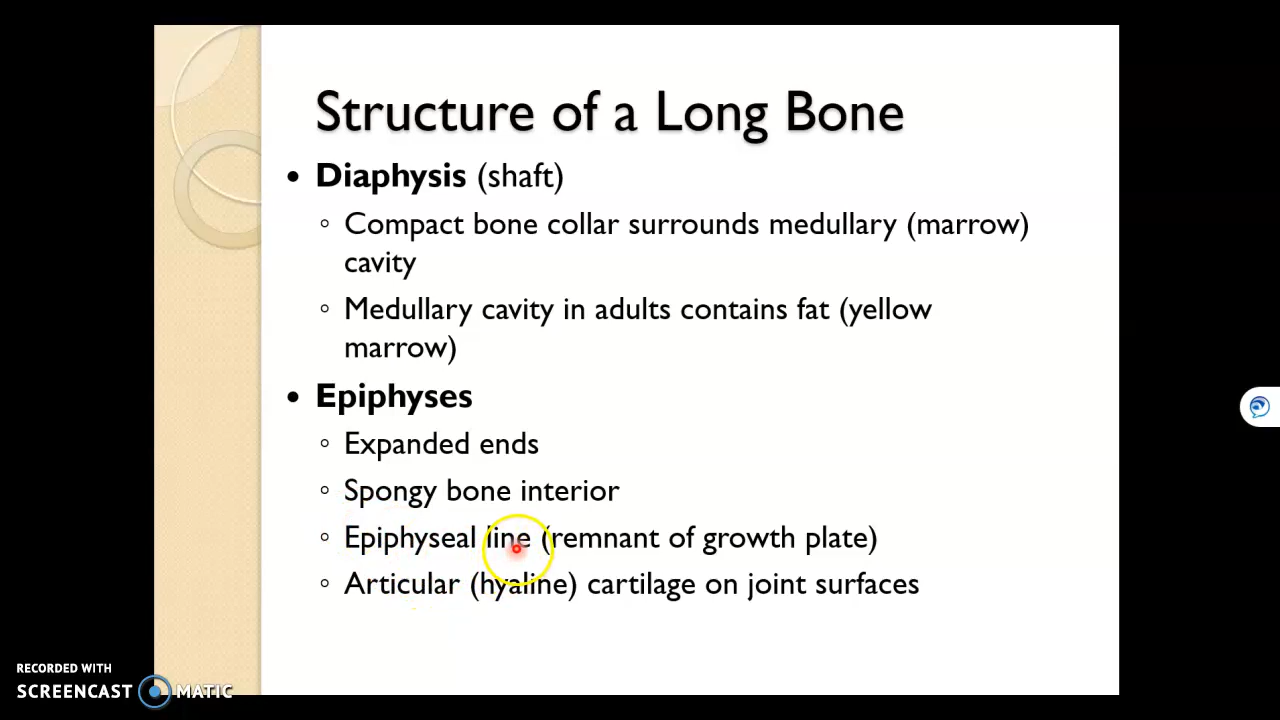 Structure of a Long Bone
• Diaphysis (shaft)
◦ Compact bone collar surrounds medullary (marrow)
cavity
◦ Medullary cavity in adults contains fat (yellow
marrow)
• Epiphyses
◦ Expanded ends
◦ Spongy bone interior
◦ Epiphyseal line (remnant of growth plate)
◦ Articular (hyaline) cartilage on joint surfaces
RECORDED WITH
SCREENCAST MATIC